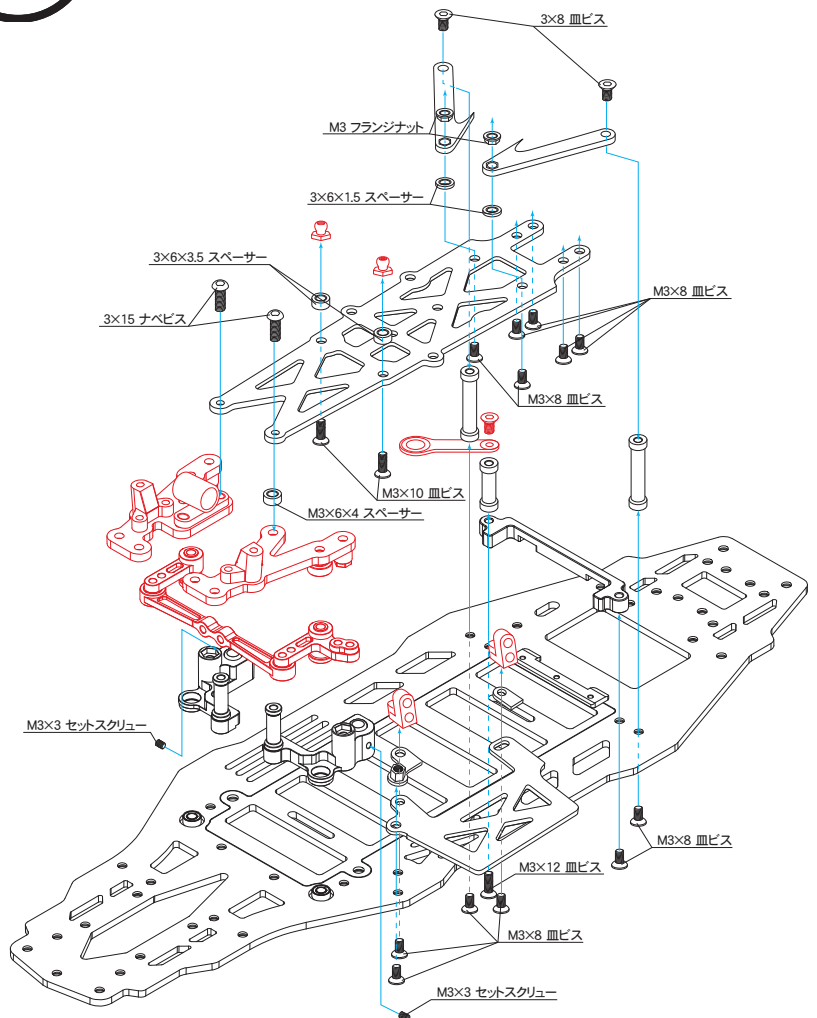 3×8 皿ビス
M3 フランジナット
3×6×1.5 スペーサー
3×6×3.5 スペーサー
3×15 ナベビス
M3×8 皿ビス
M3×8 皿ビス
M3×10 皿ビス
M3×6×4 スペーサー
M3×3 セットスクリュー
M3×8 皿ビス
M3×12 皿ビス
M3×8 皿ビス
M3×3 セットスクリュー